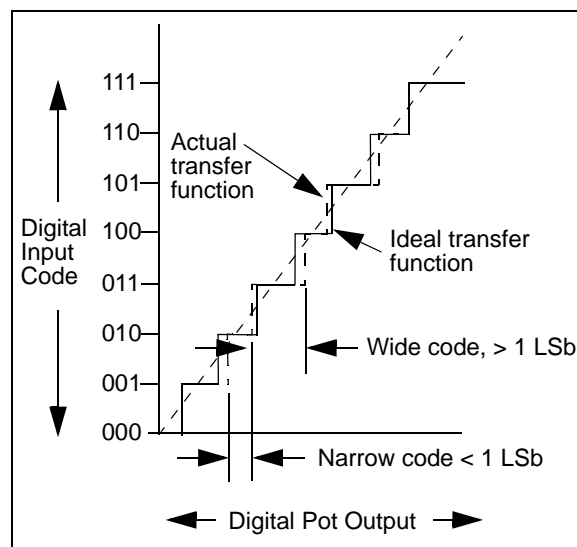 111
110
101
100
011
010
001
000
Digital
Input
Code
Actual
transfer
function
Ideal transfer
function
Wide code, > 1 LSb
Narrow code < 1 LSb
Digital Pot Output